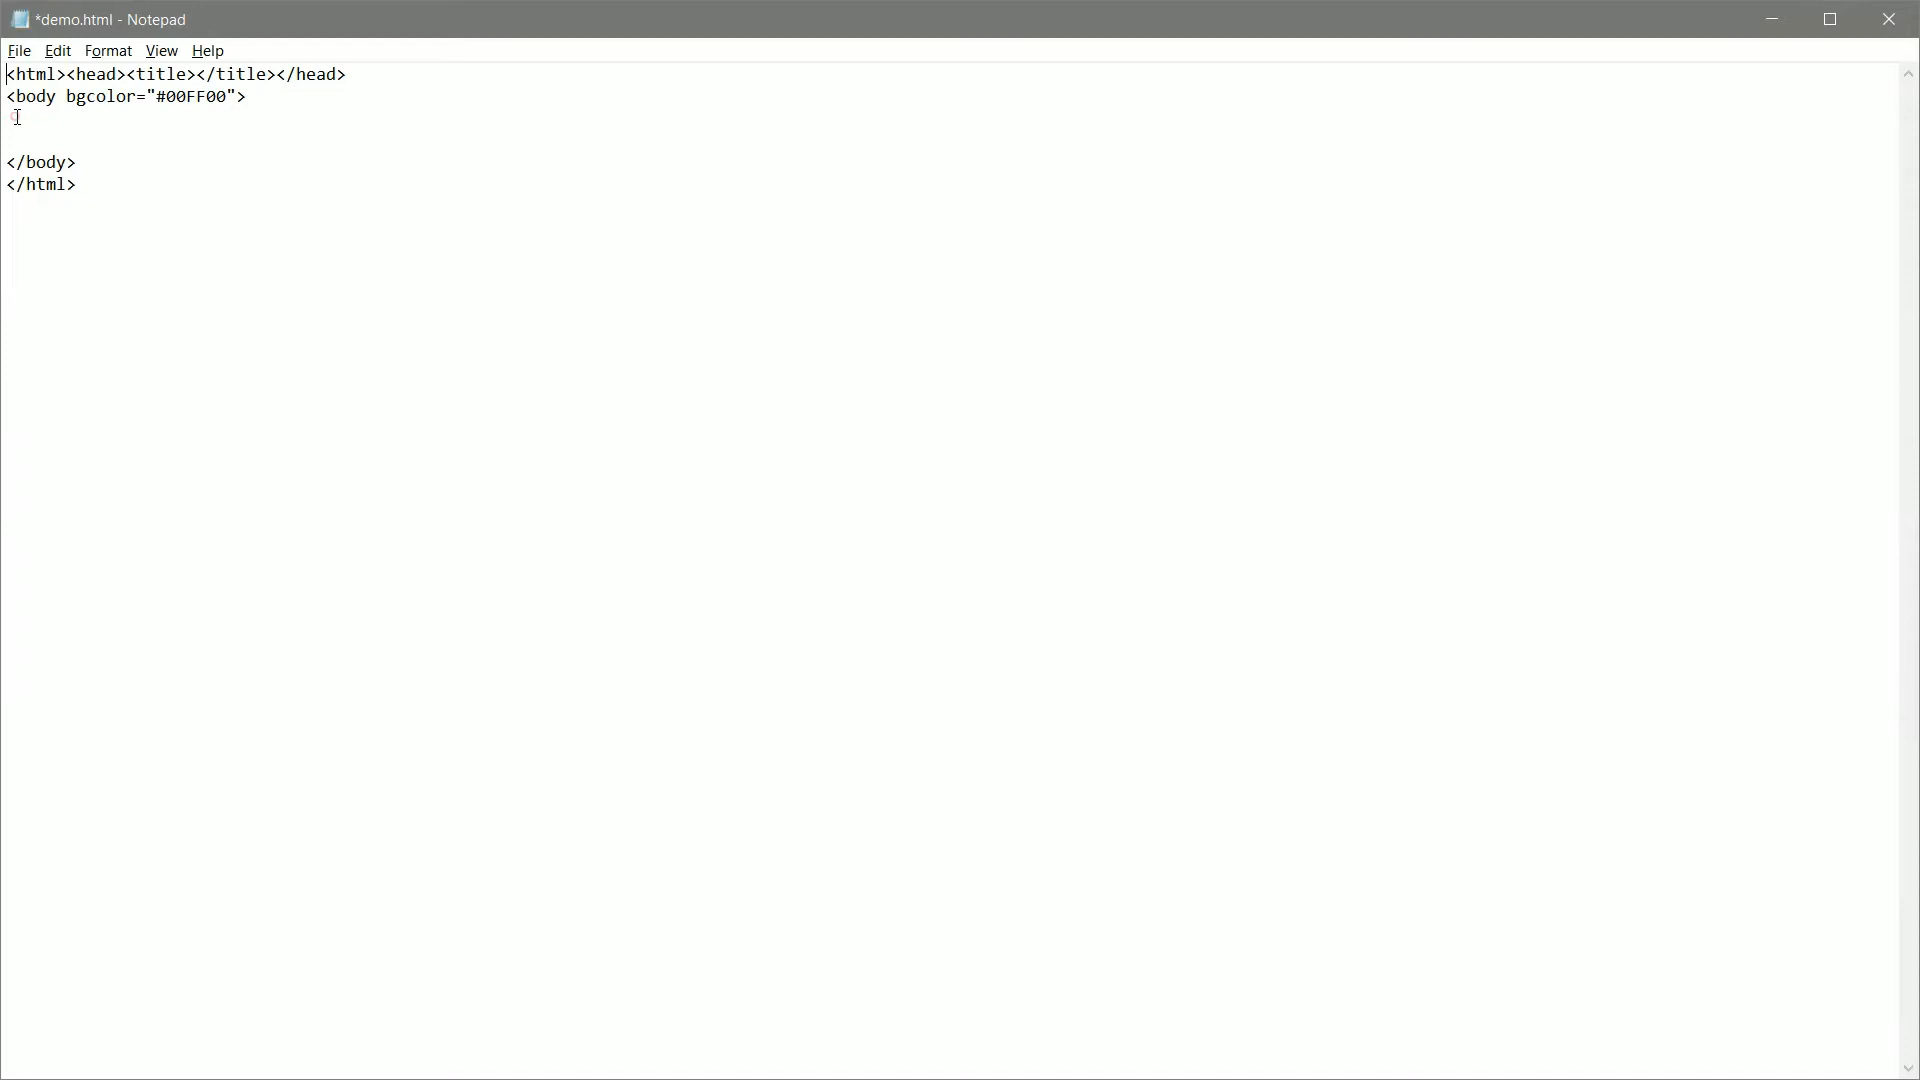 *demo.html - Notepad
File Edit Format View Help
<html><head><title></title></head>
<body bgcolor="#00FF00">
</body>
</html>